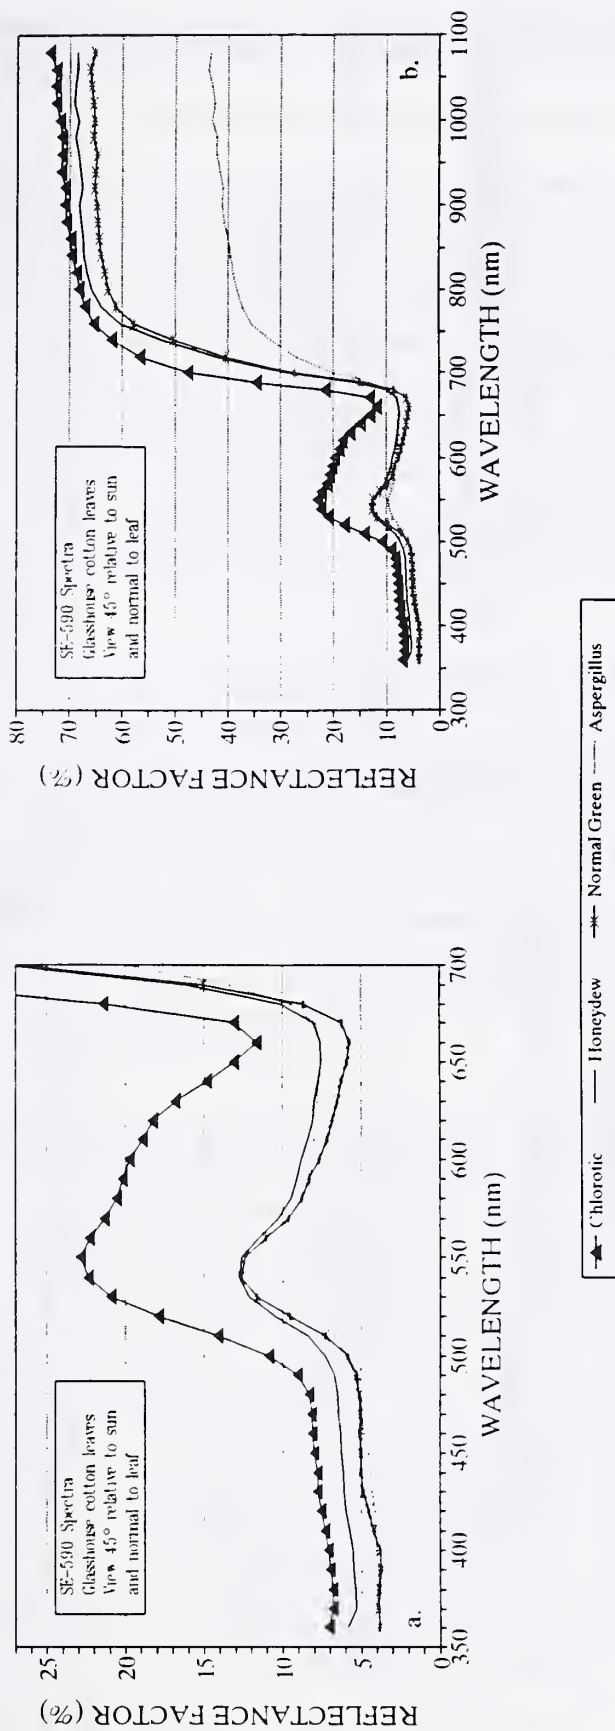 REFLECTANCE FACTOR (%)
25
20
15
10
5
0
SE-590 Spectra
Glasshouse cotton leaves
View 45° relative to sun
and normal to leaf
a.
350 400 450 500 550 600 650 700
WAVELENGTH (nm)
REFLECTANCE FACTOR (%)
80
70
60
50
40
30
20
10
0
SE-590 Spectra
Glasshouse cotton leaves
View 45° relative to sun
and normal to leaf
b.
300 400 500 600 700 800 900 1000 1100
WAVELENGTH (nm)
Chlorotic Honeydew Normal Green Aspergillus